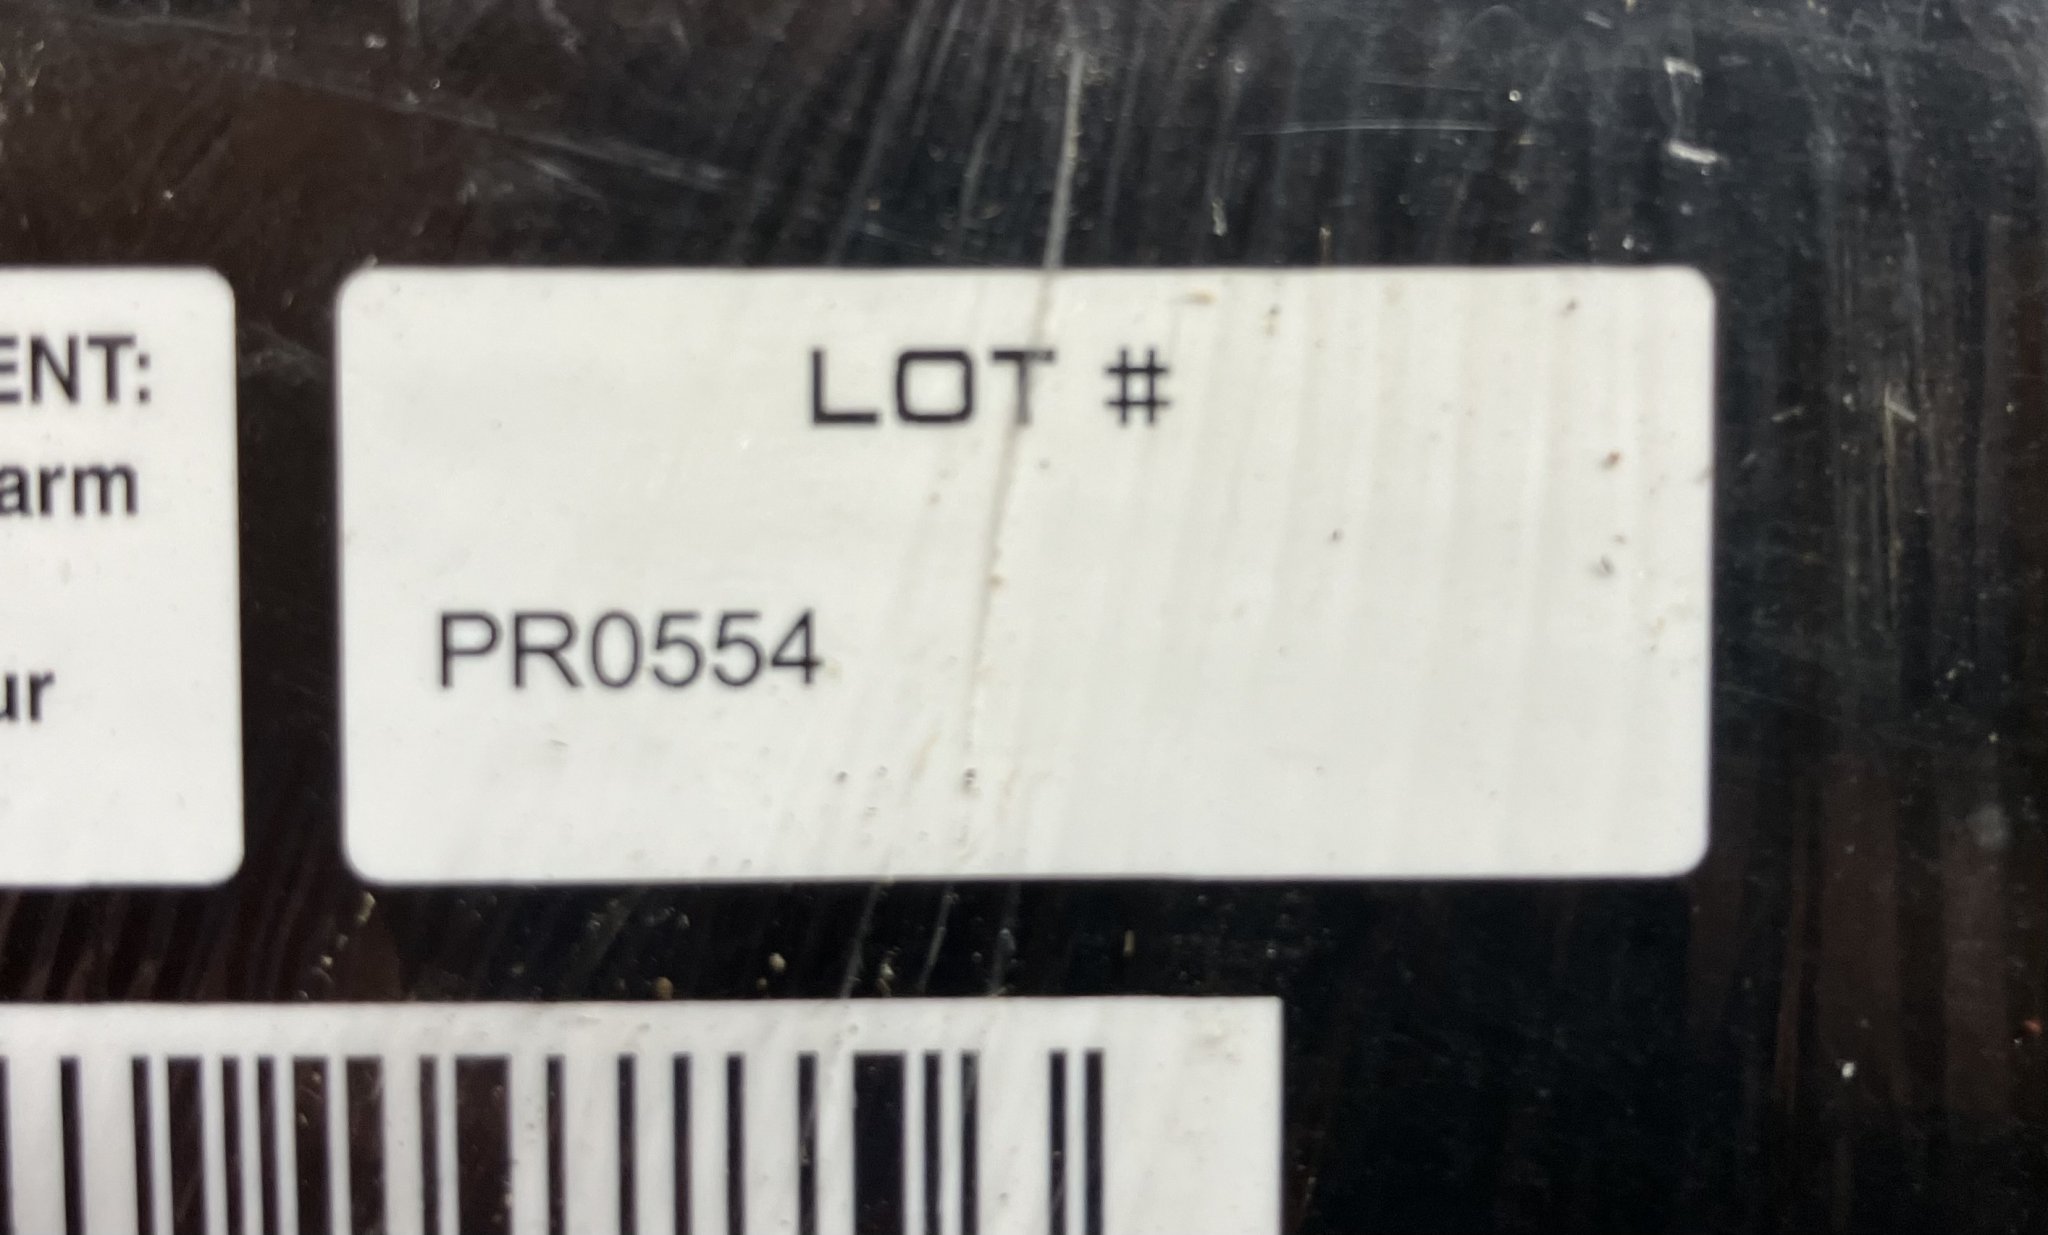 ENT:
arm
ur
LOT #
PR0554